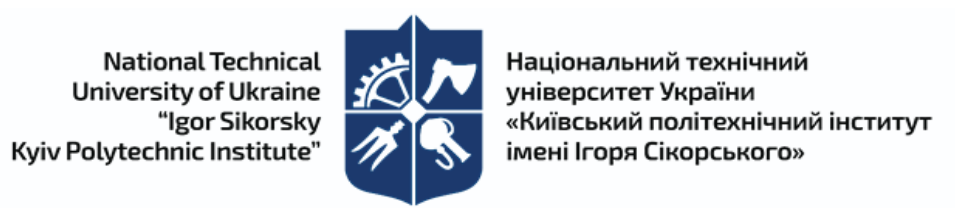 National Technical
University of Ukraine
“Igor Sikorsky
Kyiv Polytechnic Institute”
Національний технічний
університет України
«Київський політехнічний інститут
імені Ігоря Сікорського»